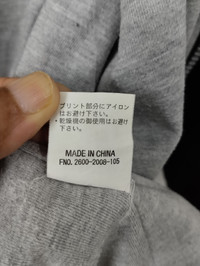 ・プリント部分にアイロン
はお避け下さい。
・乾燥機の御使用はお避け
下さい。
MADE IN CHINA
FNO. 2600-2008-105